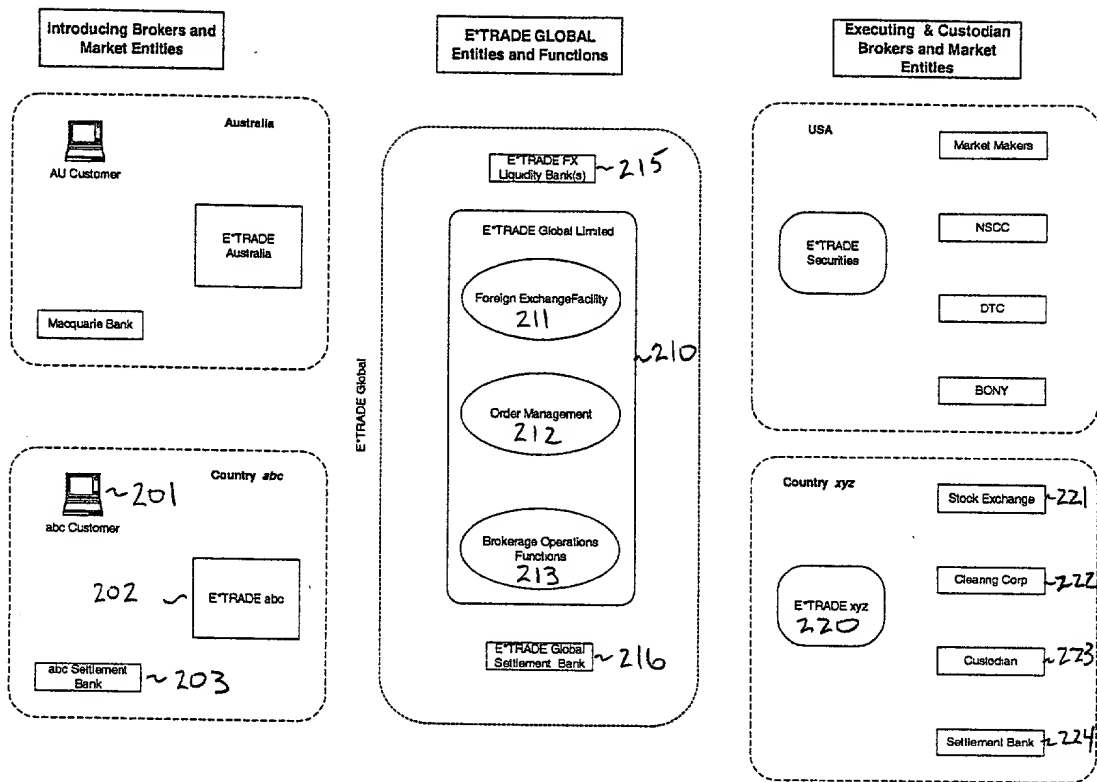 Introducing Brokers and
Market Entities
E*TRADE GLOBAL
Entities and Functions
Executing & Custodian
Brokers and Market
Entities
Australia
AU Customer
E*TRADE
Australia
Macquarie Bank
Country abc
201
abc Customer
202
E*TRADE abc
abc Settlement
Bank
203
E*TRADE Global
E*TRADE FX
Liquidity Bank(s)
215
E*TRADE Global Limited
Foreign ExchangeFacility
211
210
Order Management
212
Brokerage Operations
Functions
213
E*TRADE Global
Settlement Bank
216
USA
Market Makers
E*TRADE
Securities
NSCC
DTC
BONY
Country xyz
Stock Exchange
221
E*TRADE xyz
220
Clearng Corp
222
Custodian
223
Settlement Bank
224